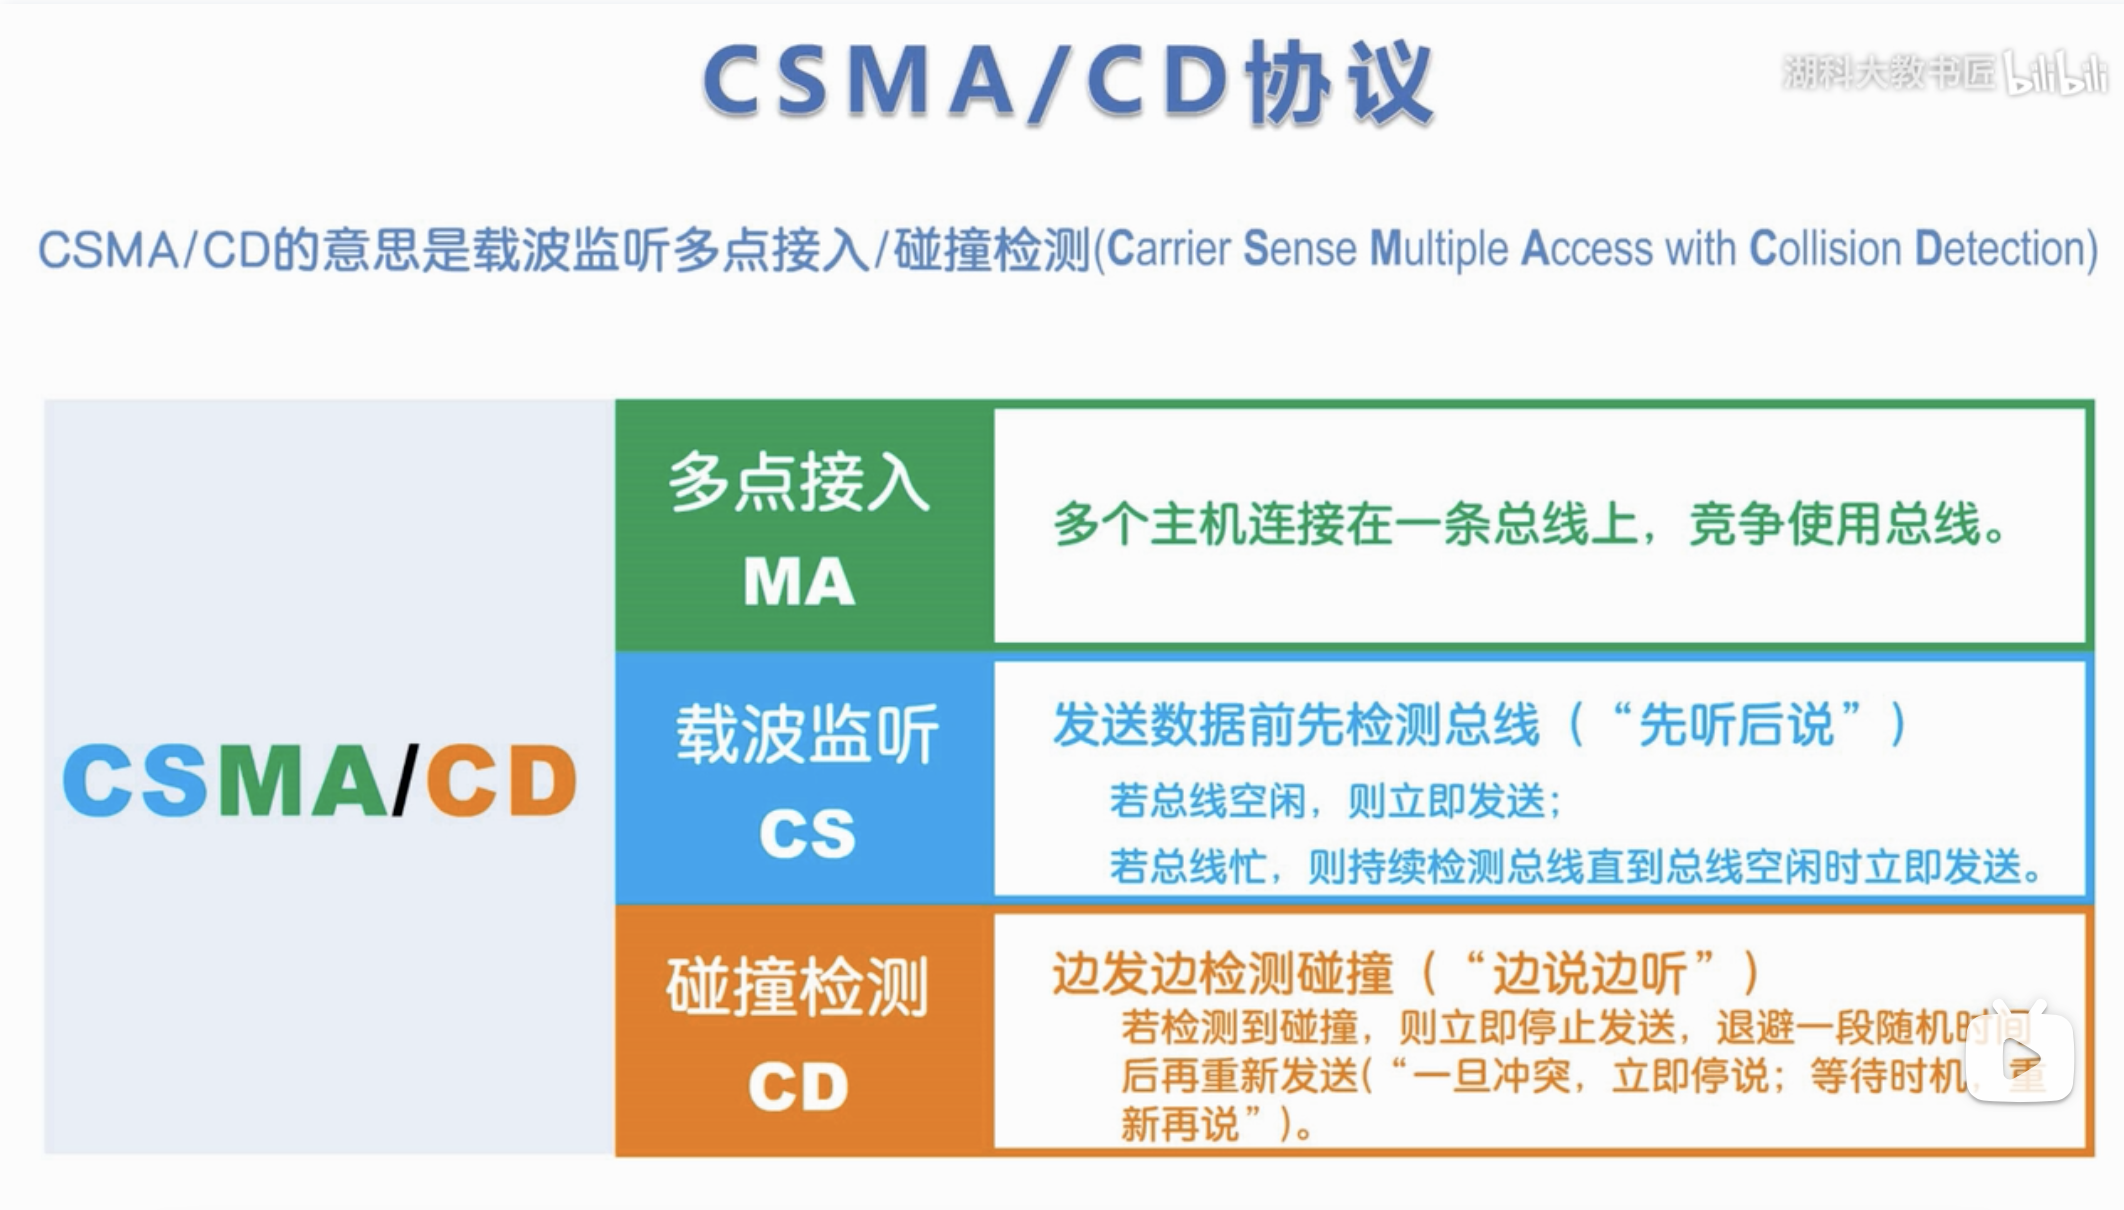 CSMA/CD协议
湖科大教书匠 bilibili
CSMA/CD的意思是载波监听多点接入/碰撞检测(Carrier Sense Multiple Access with Collision Detection)
CSMA/CD
多点接入
MA
多个主机连接在一条总线上，竞争使用总线。
载波监听
CS
发送数据前先检测总线（“先听后说”）
若总线空闲，则立即发送；
若总线忙，则持续检测总线直到总线空闲时立即发送。
碰撞检测
CD
边发边检测碰撞（“边说边听”）
若检测到碰撞，则立即停止发送，退避一段随机时间
后再重新发送(“一旦冲突，立即停说；等待时机，重
新再说”)。